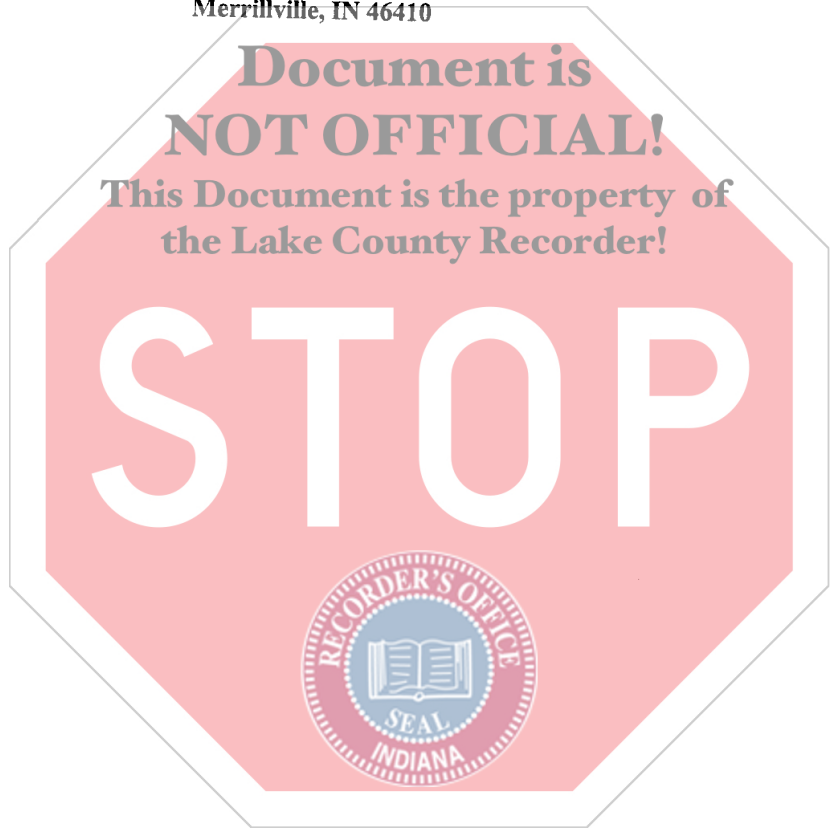 Merrillville, IN 46410
Document is
NOT OFFICIAL!
This Document is the property of
the Lake County Recorder!
STOP
RECORDER'S OFFICE
SEAL
INDIANA